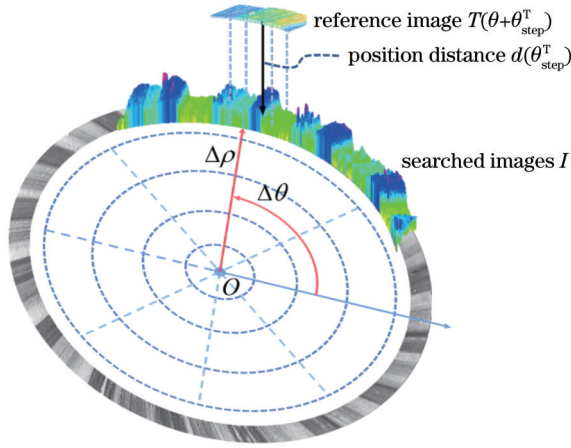 reference image T(θ+θ^T_step)
position distance d(θ^T_step)
searched images I
Δρ
Δθ
O